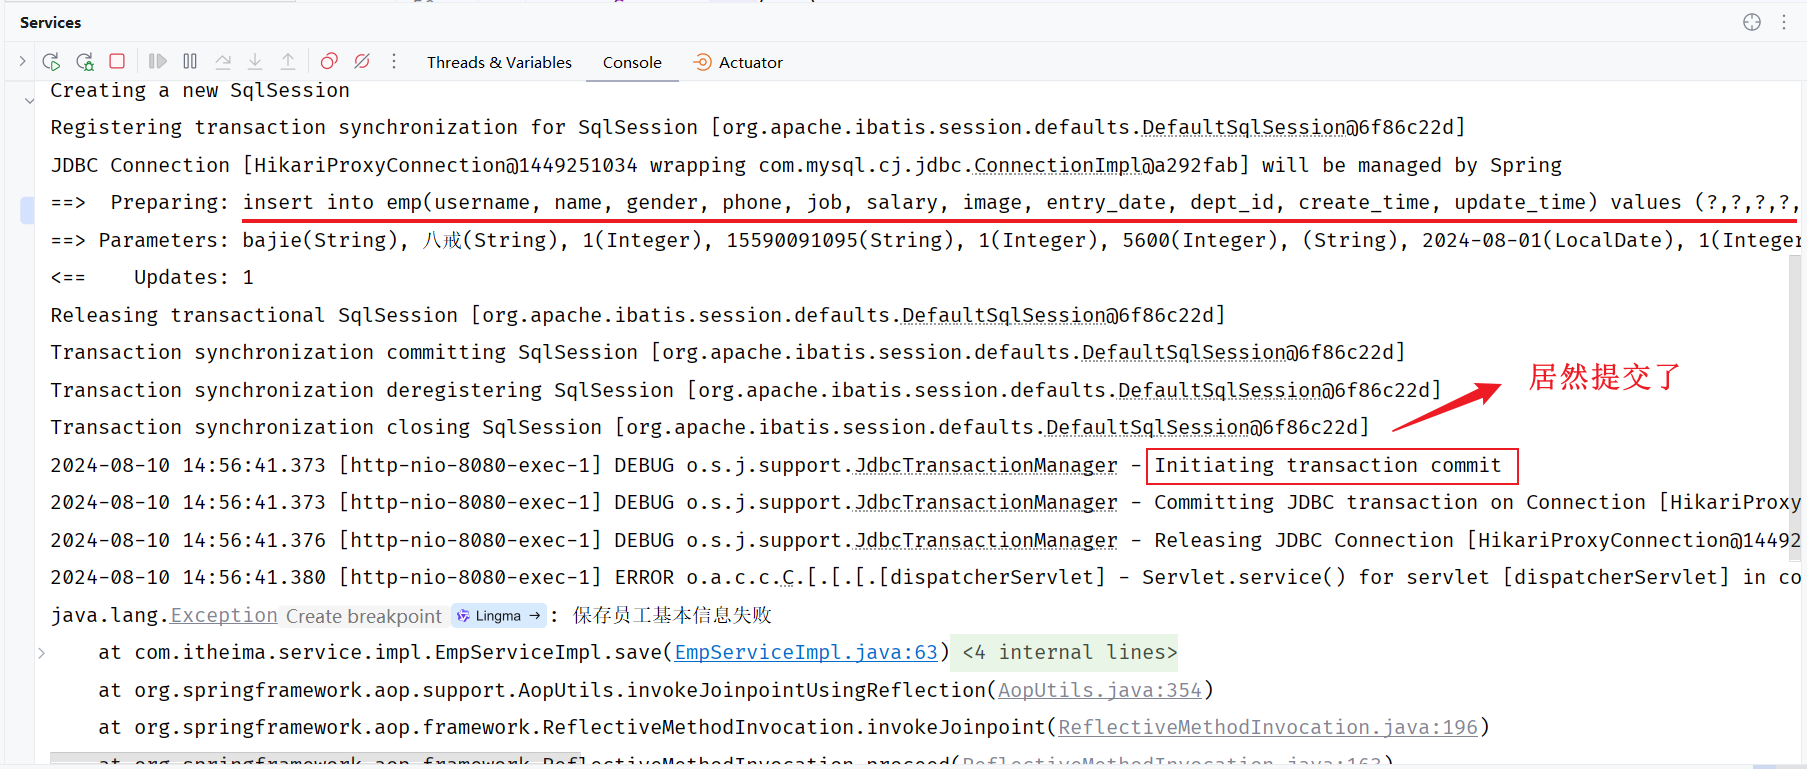 Services
Threads & Variables
Console
Actuator
Creating a new SqlSession
Registering transaction synchronization for SqlSession [org.apache.ibatis.session.defaults.DefaultSqlSession@6f86c22d]
JDBC Connection [HikariProxyConnection@1449251034 wrapping com.mysql.cj.jdbc.ConnectionImpl@a292fab] will be managed by Spring
==>  Preparing: insert into emp(username, name, gender, phone, job, salary, image, entry_date, dept_id, create_time, update_time) values (?,?,?,?,
==> Parameters: bajie(String), 八戒(String), 1(Integer), 15590091095(String), 1(Integer), 5600(Integer), (String), 2024-08-01(LocalDate), 1(Integer
<==    Updates: 1
Releasing transactional SqlSession [org.apache.ibatis.session.defaults.DefaultSqlSession@6f86c22d]
Transaction synchronization committing SqlSession [org.apache.ibatis.session.defaults.DefaultSqlSession@6f86c22d]
Transaction synchronization deregistering SqlSession [org.apache.ibatis.session.defaults.DefaultSqlSession@6f86c22d]
居然提交了
Transaction synchronization closing SqlSession [org.apache.ibatis.session.defaults.DefaultSqlSession@6f86c22d]
2024-08-10 14:56:41.373 [http-nio-8080-exec-1] DEBUG o.s.j.support.JdbcTransactionManager - Initiating transaction commit
2024-08-10 14:56:41.373 [http-nio-8080-exec-1] DEBUG o.s.j.support.JdbcTransactionManager - Committing JDBC transaction on Connection [HikariProxy
2024-08-10 14:56:41.376 [http-nio-8080-exec-1] DEBUG o.s.j.support.JdbcTransactionManager - Releasing JDBC Connection [HikariProxyConnection@14492
2024-08-10 14:56:41.380 [http-nio-8080-exec-1] ERROR o.a.c.c.C.[.[.[.[dispatcherServlet] - Servlet.service() for servlet [dispatcherServlet] in co
java.lang.Exception Create breakpoint Lingma → : 保存员工基本信息失败
at com.itheima.service.impl.EmpServiceImpl.save(EmpServiceImpl.java:63) <4 internal lines>
at org.springframework.aop.support.AopUtils.invokeJoinpointUsingReflection(AopUtils.java:354)
at org.springframework.aop.framework.ReflectiveMethodInvocation.invokeJoinpoint(ReflectiveMethodInvocation.java:196)
at org.springframework.aop.framework.ReflectiveMethodInvocation.proceed(ReflectiveMethodInvocation.java:163)